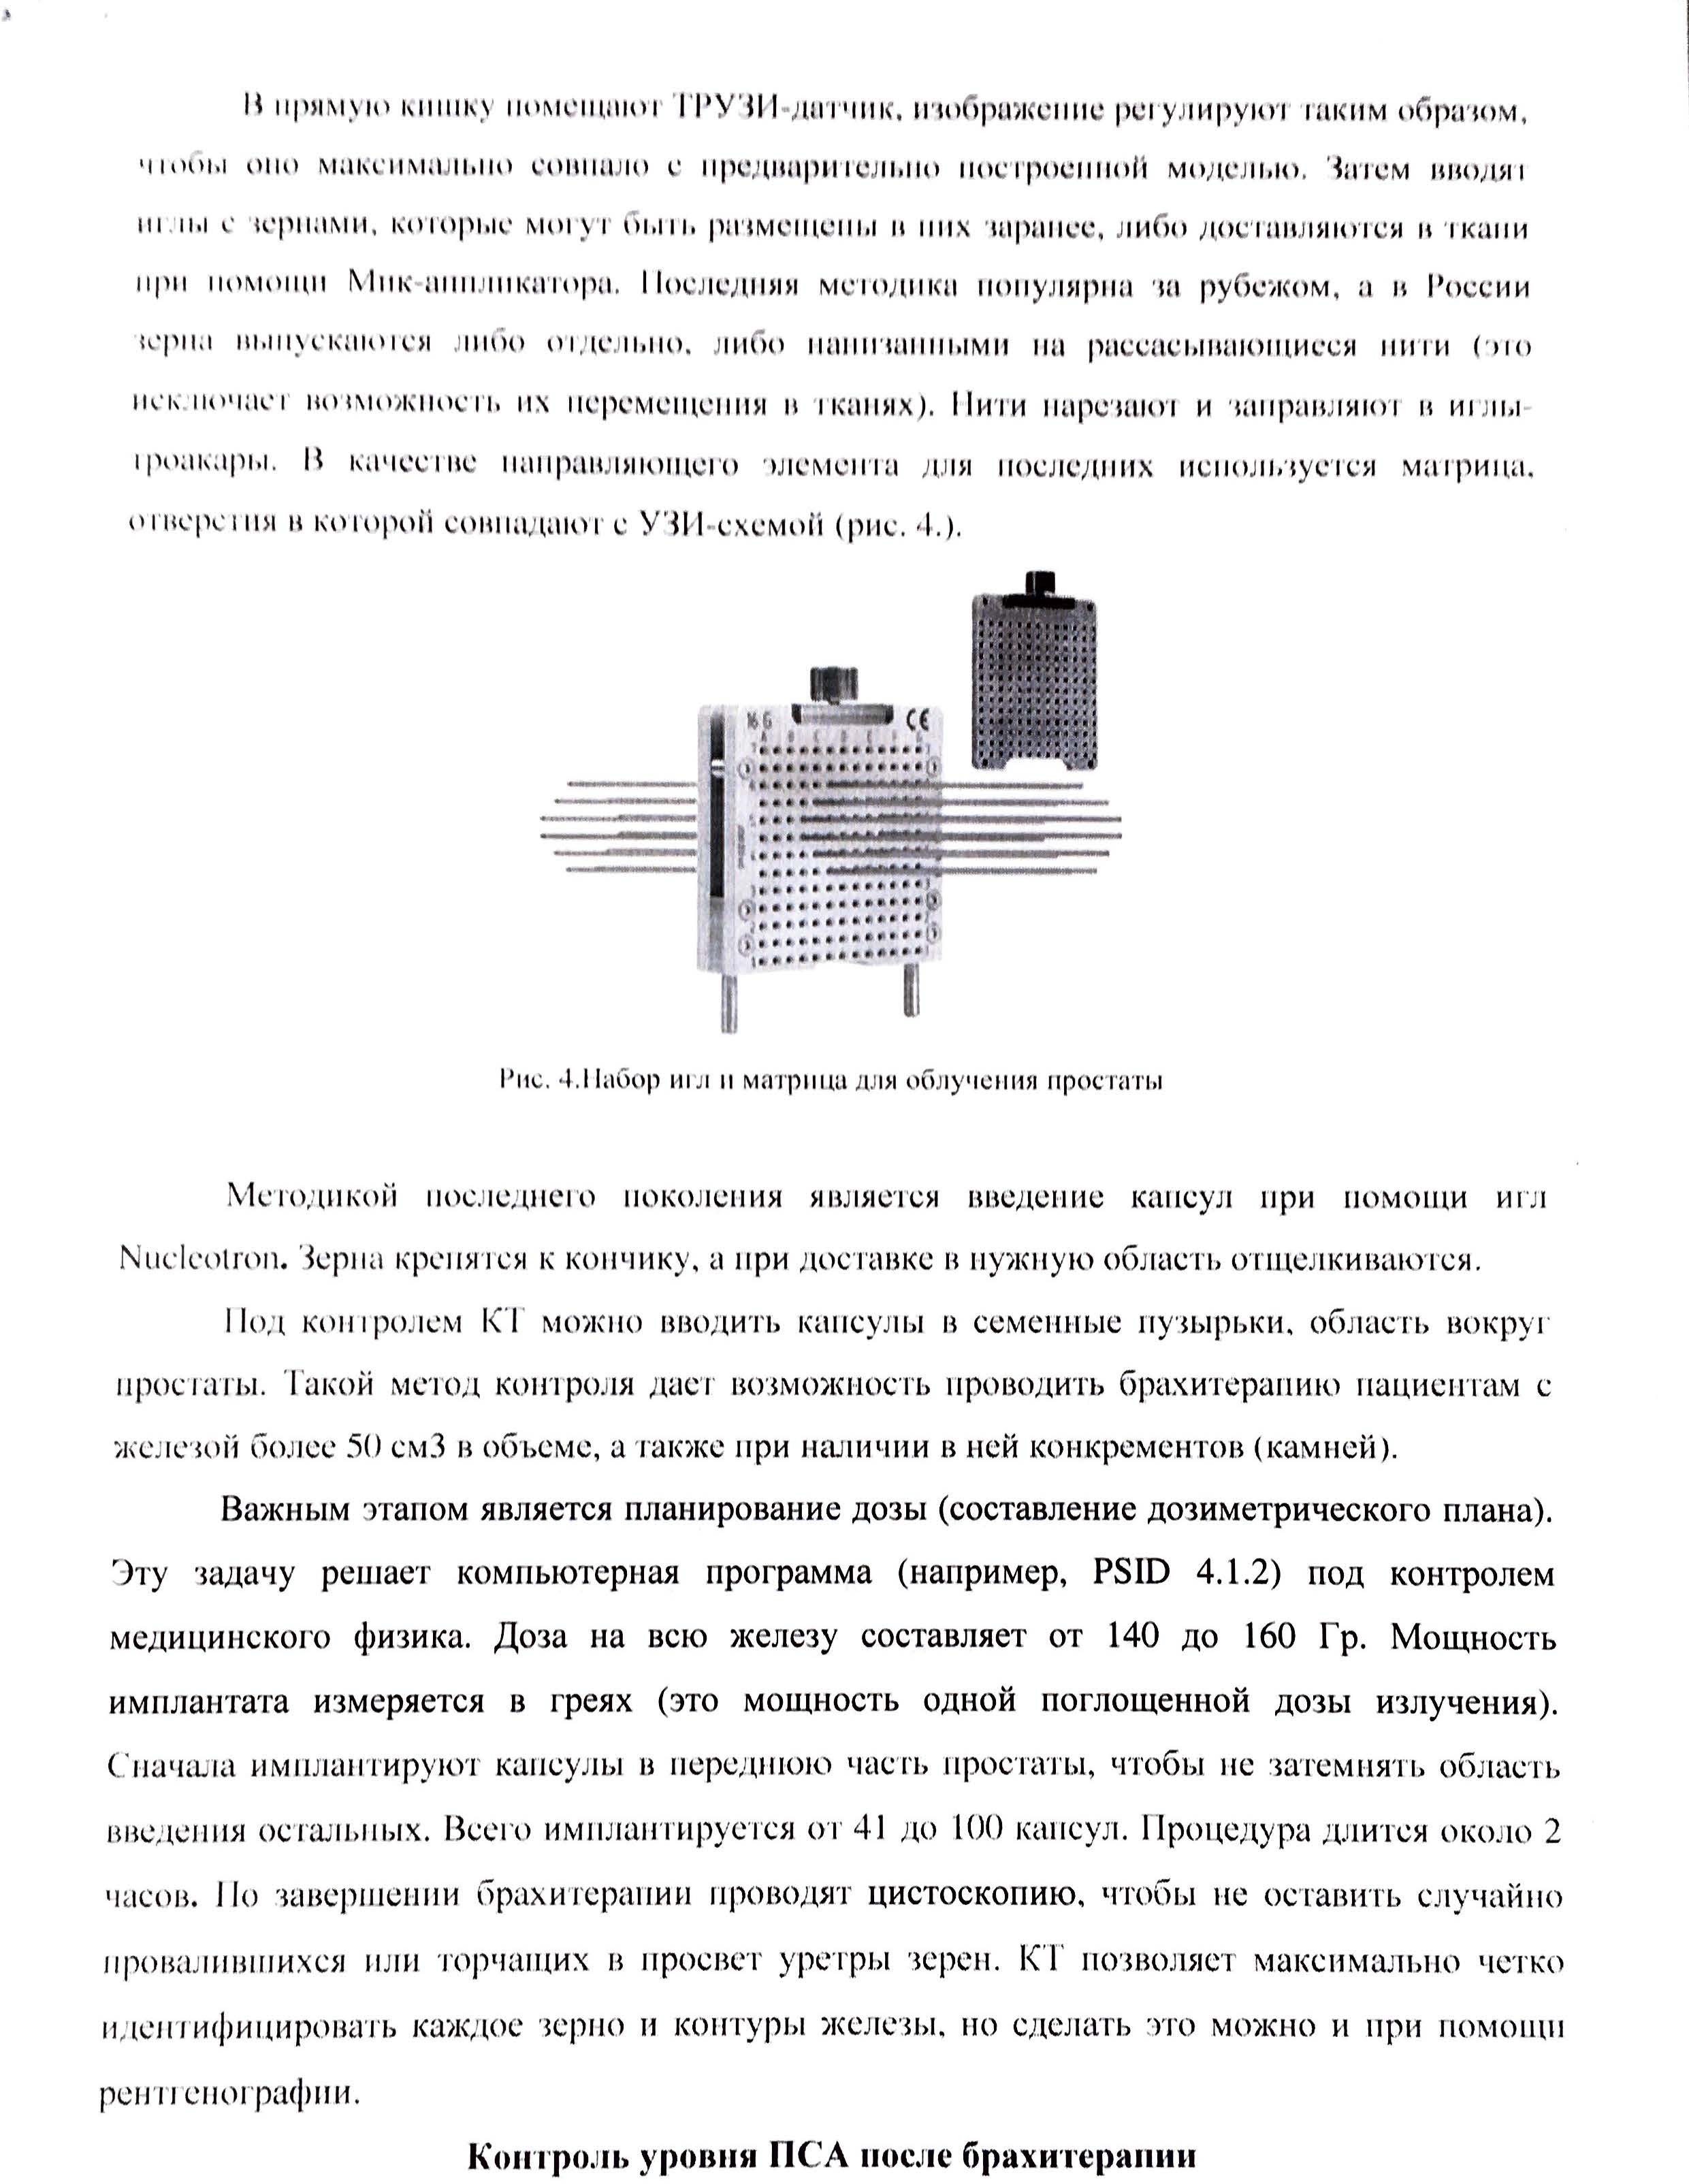 В прямую кишку помещают ТРУЗИ-датчик, изображение регулируют таким образом,
чтобы оно максимально совпало с предварительно построенной моделью. Затем вводят
иглы с зернами, которые могут быть размещены в них заранее, либо доставляются в ткани
при помощи Мик-аппликатора. Последняя методика популярна за рубежом, а в России
зерна выпускаются либо отдельно, либо нанизанными на рассасывающиеся нити (это
исключает возможность их перемещения в тканях). Нити нарезают и заправляют в иглы-
троакары. В качестве направляющего элемента для последних используется матрица,
отверстия в которой совпадают с УЗИ-схемой (рис. 4.).
16 G CE
A B C D E F G
Рис. 4.Набор игл и матрица для облучения простаты
Методикой последнего поколения является введение капсул при помощи игл
Nucleotron. Зерна крепятся к кончику, а при доставке в нужную область отщелкиваются.
Под контролем КТ можно вводить капсулы в семенные пузырьки, область вокруг
простаты. Такой метод контроля дает возможность проводить брахитерапию пациентам с
железой более 50 см3 в объеме, а также при наличии в ней конкрементов (камней).
Важным этапом является планирование дозы (составление дозиметрического плана).
Эту задачу решает компьютерная программа (например, PSID 4.1.2) под контролем
медицинского физика. Доза на всю железу составляет от 140 до 160 Гр. Мощность
имплантата измеряется в греях (это мощность одной поглощенной дозы излучения).
Сначала имплантируют капсулы в переднюю часть простаты, чтобы не затемнять область
введения остальных. Всего имплантируется от 41 до 100 капсул. Процедура длится около 2
часов. По завершении брахитерапии проводят цистоскопию, чтобы не оставить случайно
провалившихся или торчащих в просвет уретры зерен. КТ позволяет максимально четко
идентифицировать каждое зерно и контуры железы, но сделать это можно и при помощи
рентгенографии.
Контроль уровня ПСА после брахитерапии